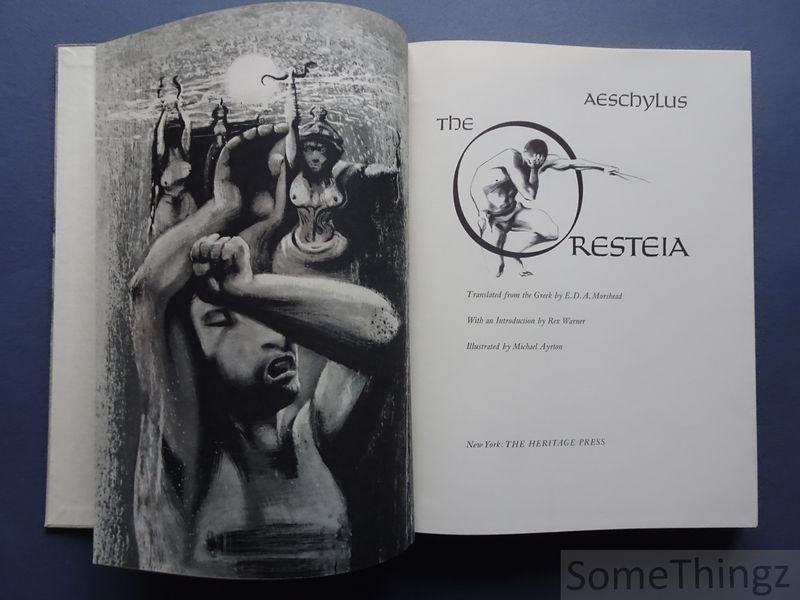 AESCHYLUS
THE
ORESTEIA
Translated from the Greek by E. D. A. Morshead
With an Introduction by Rex Warner
Illustrated by Michael Ayrton
New York: THE HERITAGE PRESS
SomeThingz